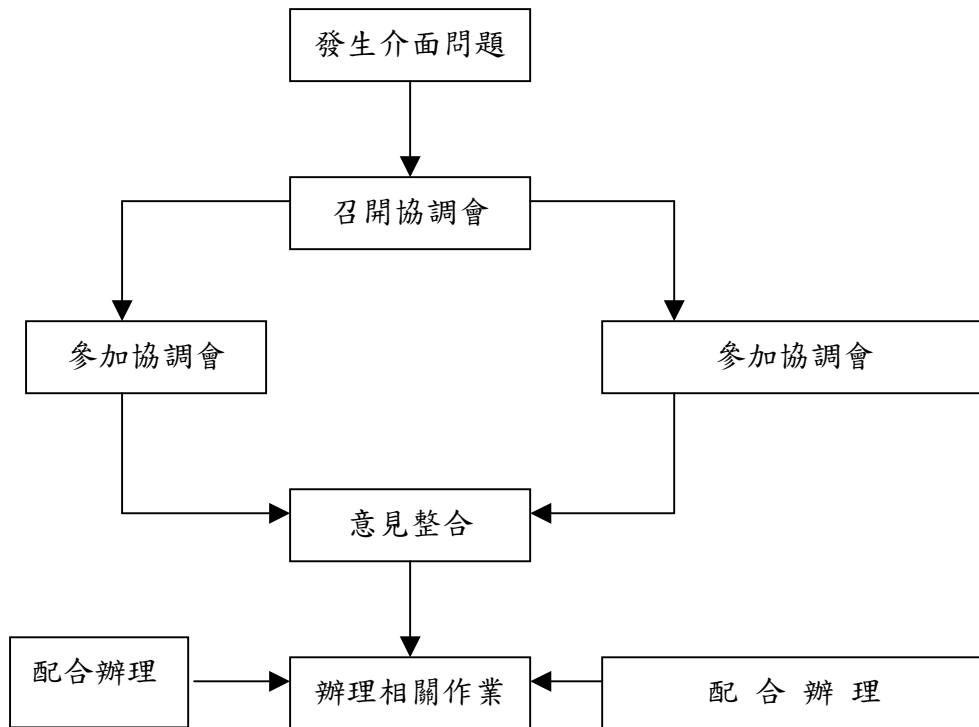 發生介面問題
召開協調會
參加協調會
參加協調會
意見整合
配合辦理
辦理相關作業
配合辦理